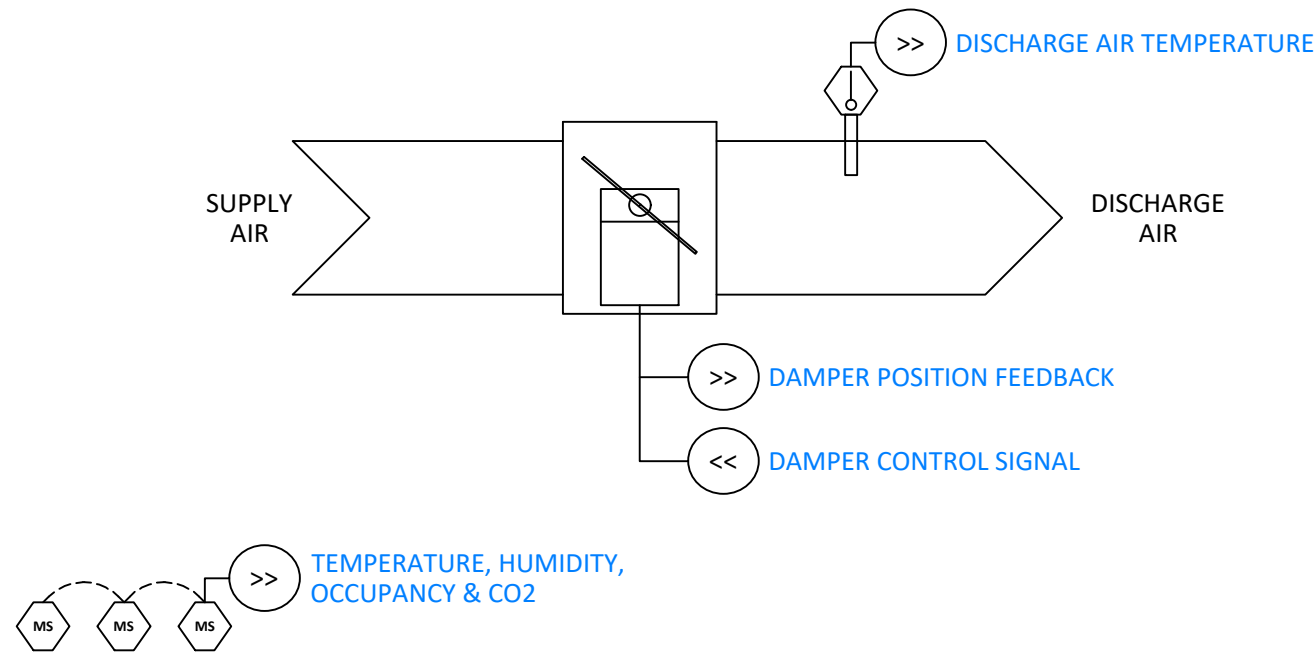 >> DISCHARGE AIR TEMPERATURE
SUPPLY
AIR
DISCHARGE
AIR
>> DAMPER POSITION FEEDBACK
<< DAMPER CONTROL SIGNAL
>> TEMPERATURE, HUMIDITY,
OCCUPANCY & CO2
MS MS MS